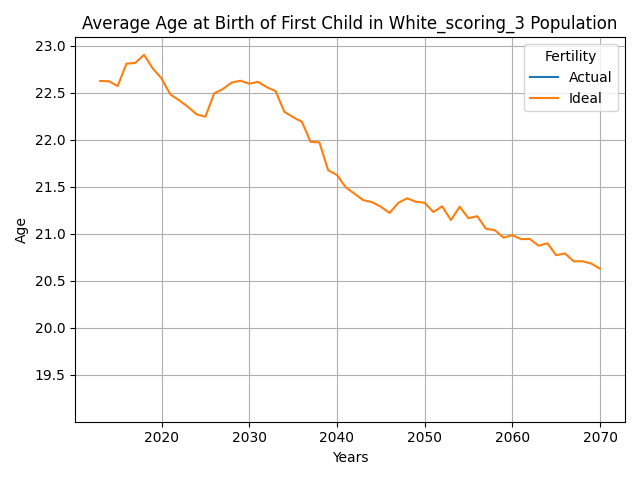 Average Age at Birth of First Child in White_scoring_3 Population
Fertility
Actual
Ideal
23.0
22.5
22.0
21.5
21.0
20.5
20.0
19.5
Age
2020
2030
2040
2050
2060
2070
Years